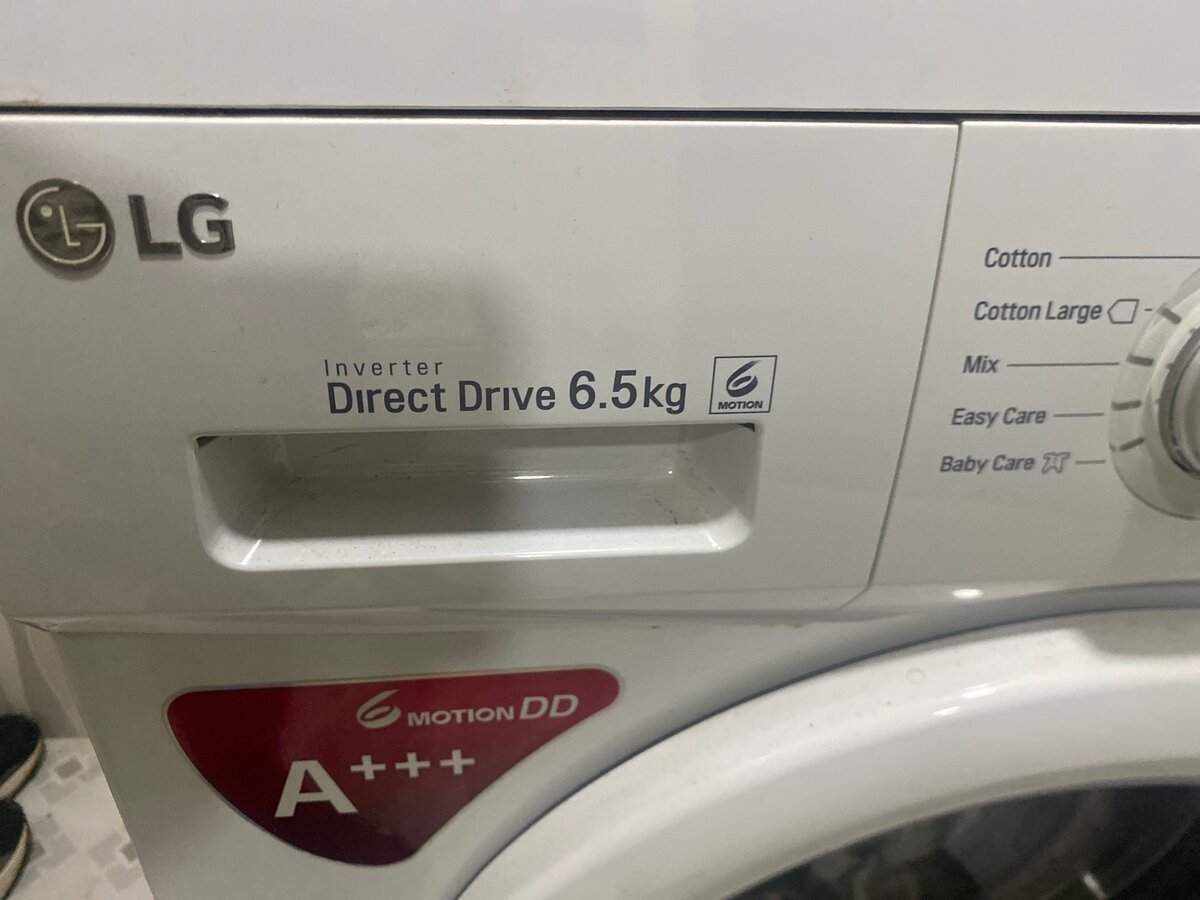 LG
Inverter
Direct Drive 6.5kg
6 MOTION
Cotton
Cotton Large
Mix
Easy Care
Baby Care
6 MOTION DD
A+++